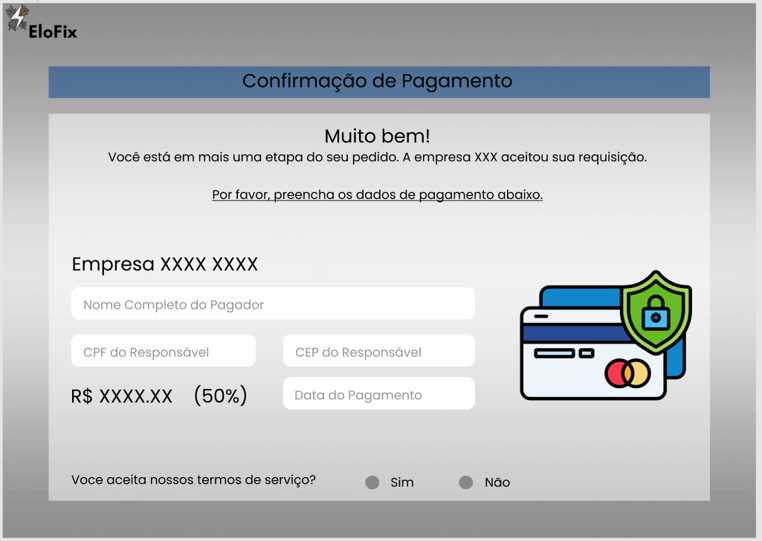 EloFix
Confirmação de Pagamento
Muito bem!
Você está em mais uma etapa do seu pedido. A empresa XXX aceitou sua requisição.
Por favor, preencha os dados de pagamento abaixo.
Empresa XXXX XXXX
Nome Completo do Pagador
CPF do Responsável
CEP do Responsável
R$ XXXX.XX (50%)
Data do Pagamento
Voce aceita nossos termos de serviço?
Sim
Não